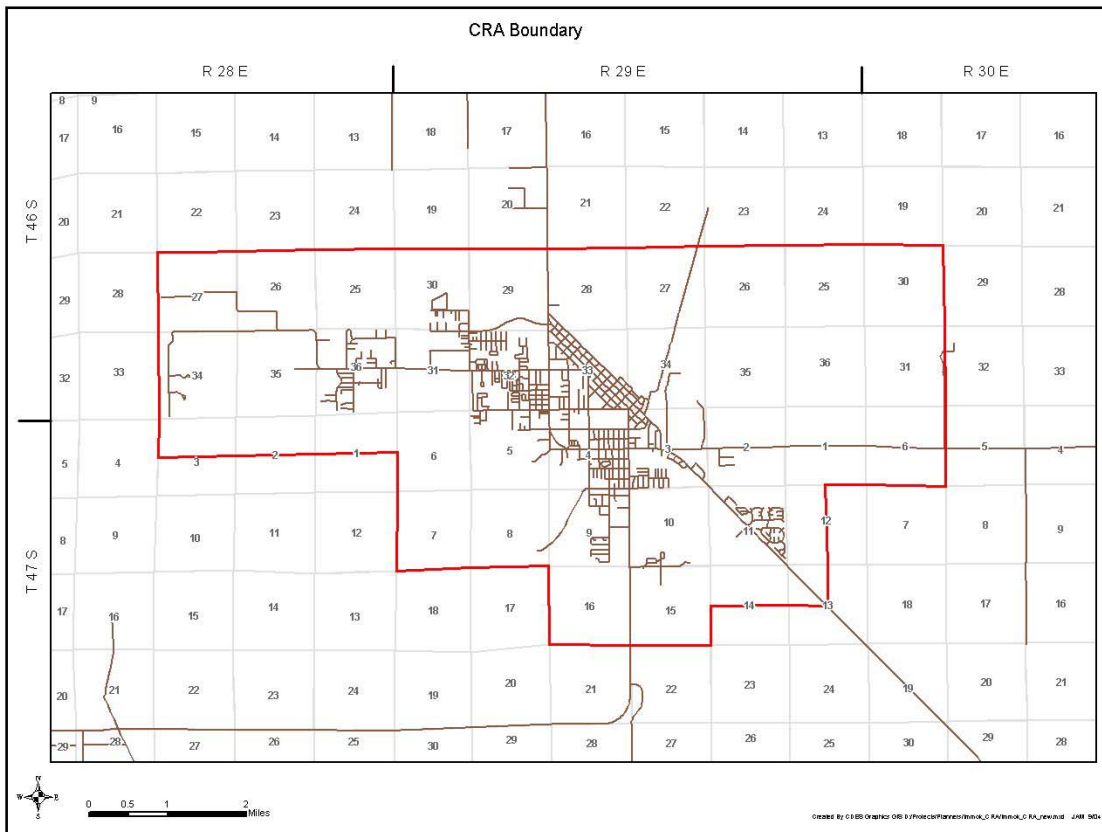 CRA Boundary
R 28 E R 29 E R 30 E
8 9
17 16 15 14 13 18 17 16 15 14 13 18 17 16
T 46 S
20 21 22 23 24 19 20 21 22 23 24 19 20 21
29 28 27 26 25 30 29 28 27 26 25 30 29 28
32 33 34 35 36 31 32 33 34 35 36 31 32 33
5 4 3 2 1 6 5 4 3 2 1 6 5 4
T 47 S
8 9 10 11 12 7 8 9 10 11 12 7 8 9
17 16 15 14 13 18 17 16 15 14 13 18 17 16
20 21 22 23 24 19 20 21 22 23 24 19 20 21
29 28 27 26 25 30 29 28 27 26 25 30 29 28
N
W E
S
0 0.5 1 2
Miles
Created By CDES Graphics GIS